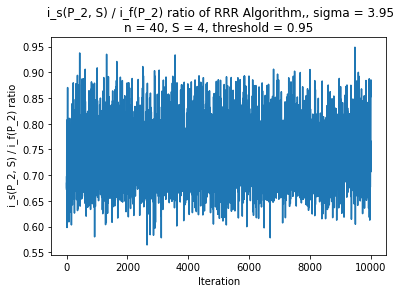 i_s(P_2, S) / i_f(P_2) ratio of RRR Algorithm,, sigma = 3.95
n = 40, S = 4, threshold = 0.95
i_s(P_2, S) / i_f(P_2) ratio
0.95
0.90
0.85
0.80
0.75
0.70
0.65
0.60
0.55
0 2000 4000 6000 8000 10000
Iteration